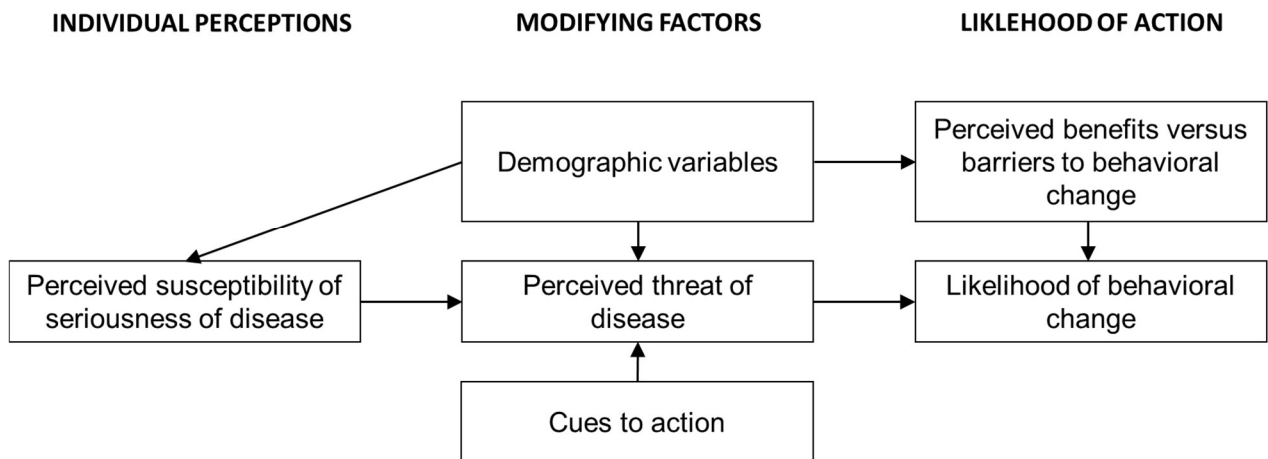 INDIVIDUAL PERCEPTIONS
MODIFYING FACTORS
LIKLEHOOD OF ACTION
Demographic variables
Perceived benefits versus
barriers to behavioral
change
Perceived susceptibility of
seriousness of disease
Perceived threat of
disease
Likelihood of behavioral
change
Cues to action